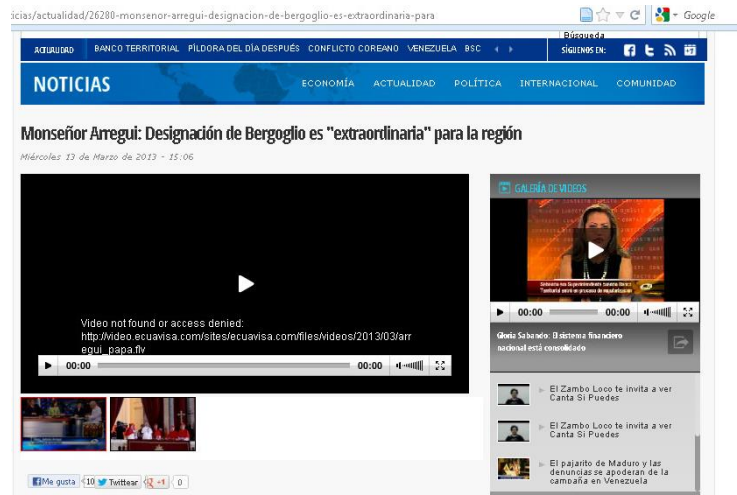 icias/actualidad/26280-monsenor-arregui-designacion-de-bergoglio-es-extraordinaria-para
Google
Búsqueda
ACTUALIDAD BANCO TERRITORIAL PÍLDORA DEL DÍA DESPUÉS CONFLICTO COREANO VENEZUELA BSC
SÍGUENOS EN:
NOTICIAS
ECONOMÍA ACTUALIDAD POLÍTICA INTERNACIONAL COMUNIDAD
Monseñor Arregui: Designación de Bergoglio es "extraordinaria" para la región
Miércoles 13 de Marzo de 2013 - 15:06
Video not found or access denied:
http://video.ecuavisa.com/sites/ecuavisa.com/files/videos/2013/03/arr
egui_papa.flv
00:00 00:00
Me gusta <10 Twittear +1 0
GALERÍA DE VIDEOS
00:00 00:00
Gloria Sabando: El sistema financiero
nacional está consolidado
El Zambo Loco te invita a ver
Canta Si Puedes
El Zambo Loco te invita a ver
Canta Si Puedes
El pajarito de Maduro y las
denuncias se apoderan de la
campaña en Venezuela